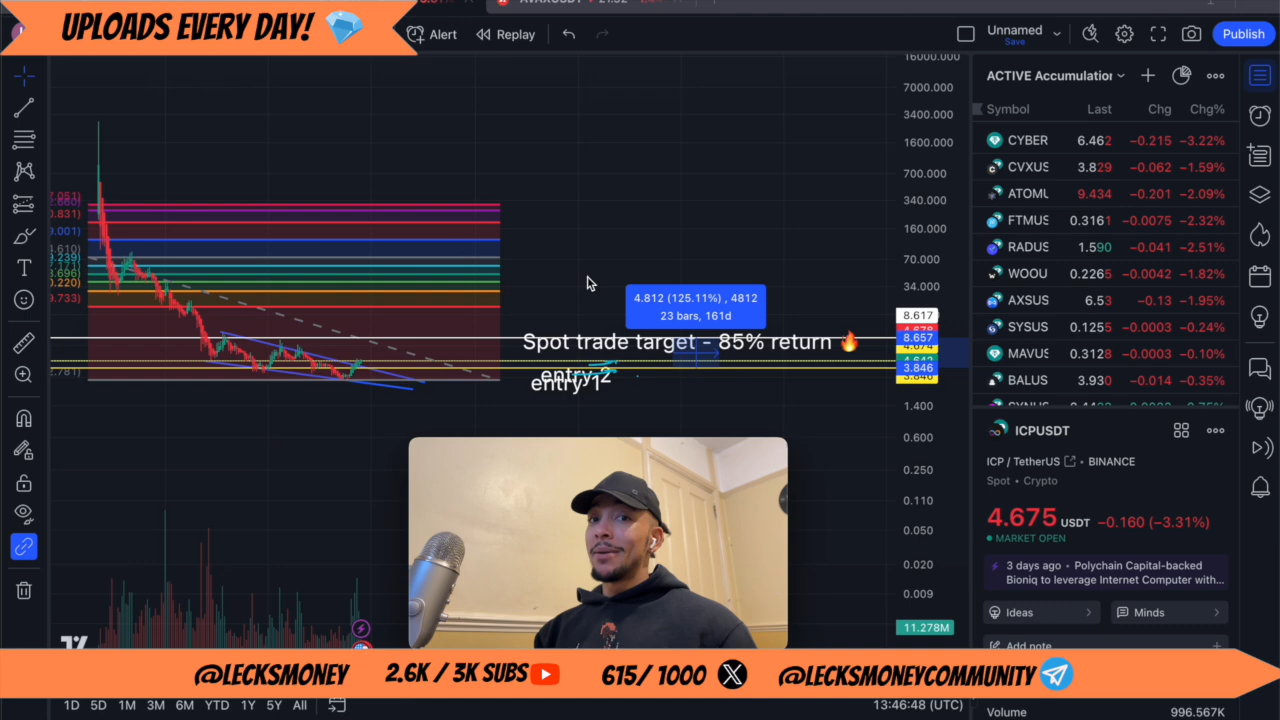 UPLOADS EVERY DAY!
Alert
Replay
Unnamed
Save
Publish
16000.000
7000.000
3400.000
1600.000
700.000
340.000
160.000
70.000
34.000
8.617
8.657
3.846
1.400
0.600
0.250
0.110
0.050
0.020
0.009
11.278M
4.812 (125.11%) , 4812
23 bars, 161d
Spot trade target - 85% return 🔥
entry 2
entry 1
ACTIVE Accumulation
Symbol Last Chg Chg%
CYBER 6.462 −0.215 −3.22%
CVXUS 3.829 −0.062 −1.59%
ATOMU 9.434 −0.201 −2.09%
FTMUS 0.3161 −0.0075 −2.32%
RADUS 1.590 −0.041 −2.51%
WOOU 0.2265 −0.0042 −1.82%
AXSUS 6.53 −0.13 −1.95%
SYSUS 0.1255 −0.0003 −0.24%
MAVUS 0.3128 −0.0003 −0.10%
BALUS 3.930 −0.014 −0.35%
ICPUSDT
ICP / TetherUS • BINANCE
Spot • Crypto
4.675 USDT −0.160 (−3.31%)
MARKET OPEN
3 days ago • Polychain Capital-backed
Bioniq to leverage Internet Computer with...
Ideas
Minds
Add note
@LECKSMONEY 2.6K / 3K SUBS 615/ 1000 X @LECKSMONEYCOMMUNITY
1D 5D 1M 3M 6M YTD 1Y 5Y All
13:46:48 (UTC)
Volume 996.567K